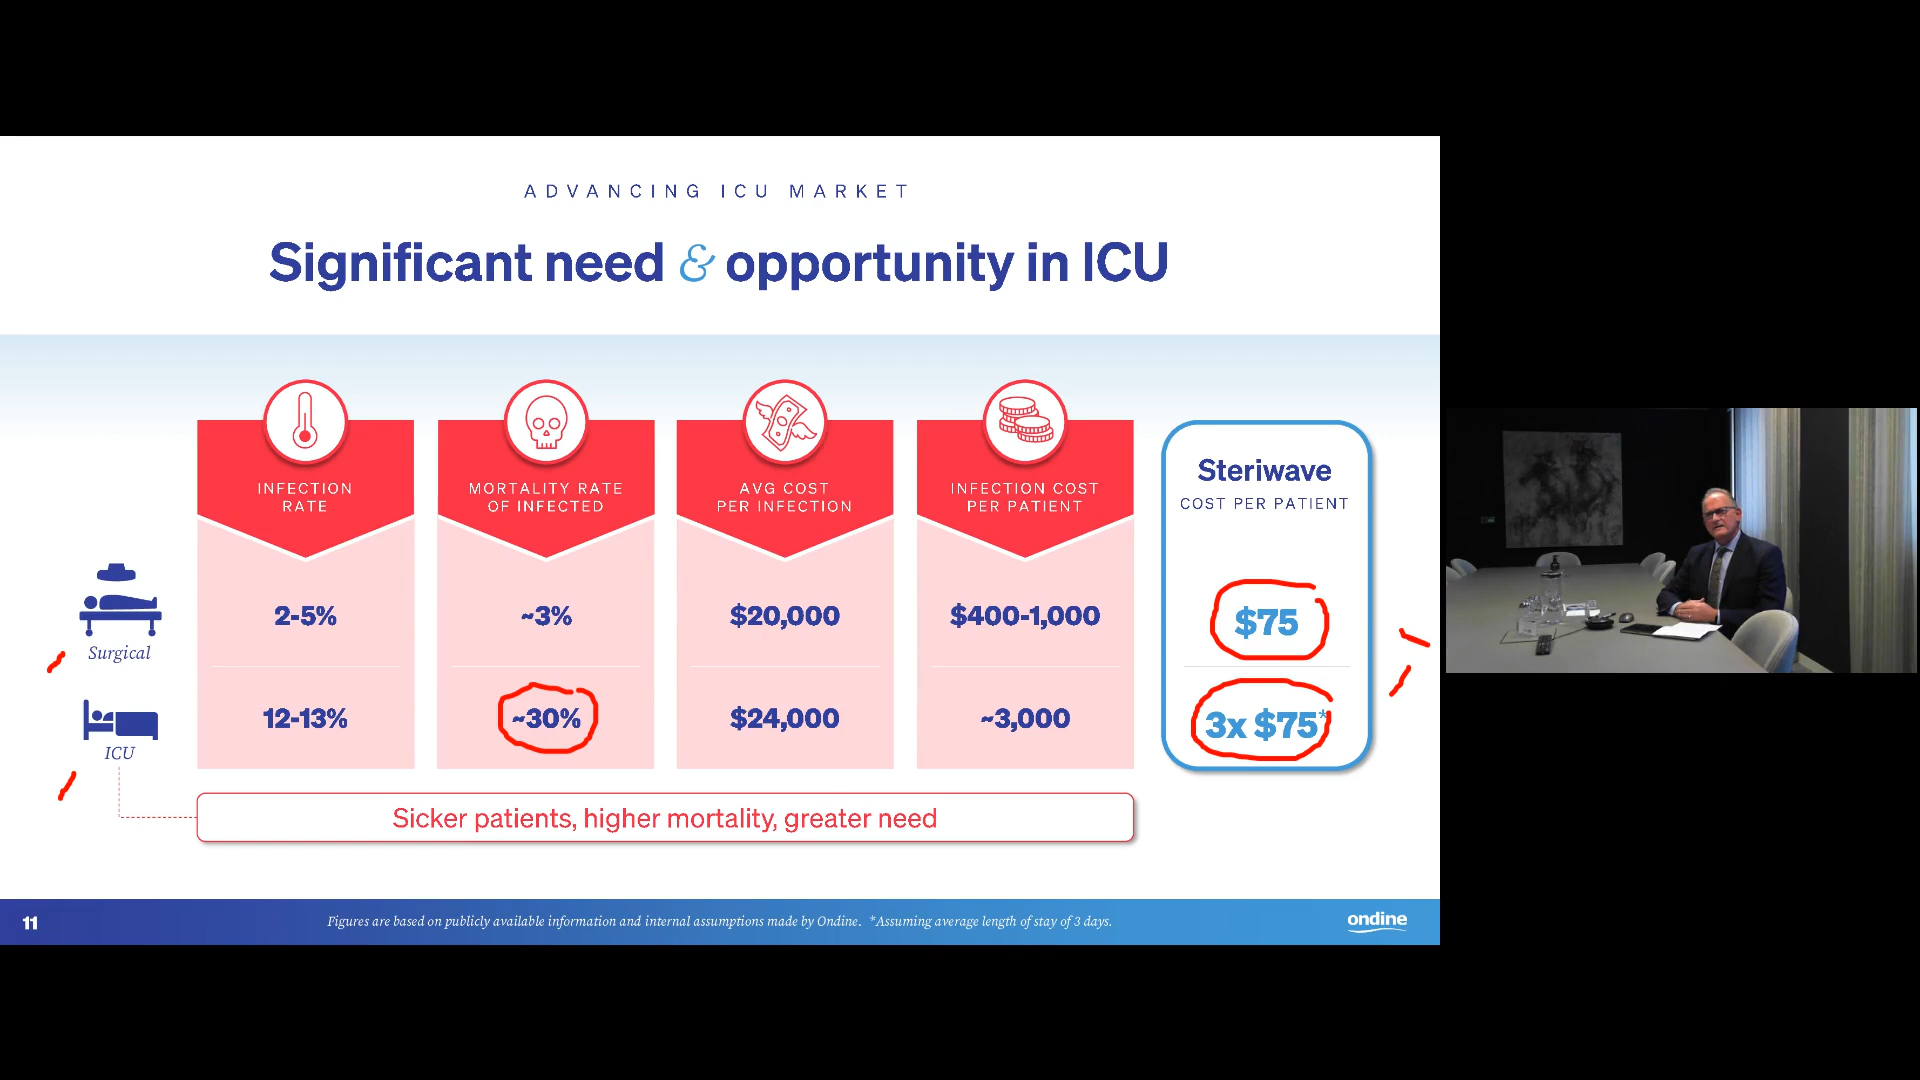 ADVANCING ICU MARKET
Significant need & opportunity in ICU
INFECTION
RATE
MORTALITY RATE
OF INFECTED
AVG COST
PER INFECTION
INFECTION COST
PER PATIENT
Steriwave
COST PER PATIENT
Surgical
2-5%
~3%
$20,000
$400-1,000
$75
ICU
12-13%
~30%
$24,000
~3,000
3x $75*
Sicker patients, higher mortality, greater need
11
Figures are based on publicly available information and internal assumptions made by Ondine. *Assuming average length of stay of 3 days.
ondine